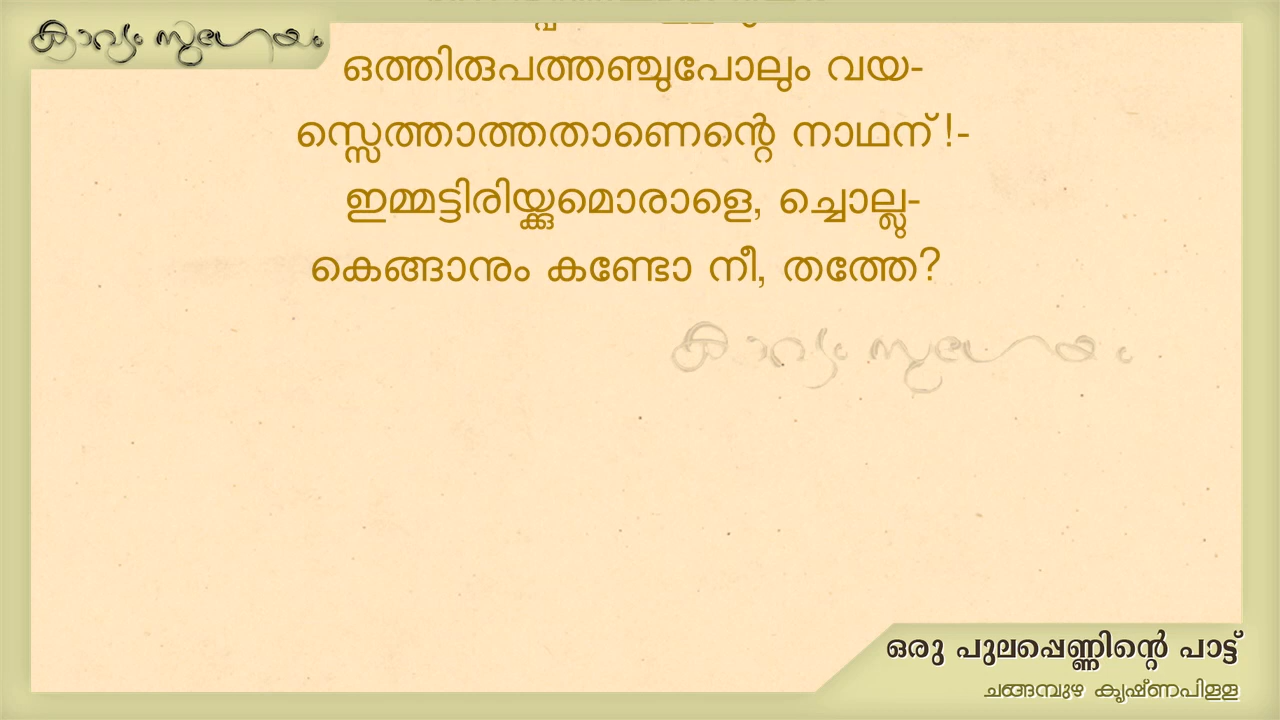 കാവ്യം സുഗേയം
ഒത്തിരുപത്തഞ്ചുപോലും വയ-
സ്സെത്താത്തതാണെന്റെ നാഥന് !-
ഇമ്മട്ടിരിയ്ക്കുമൊരാളെ, ച്ചൊല്ലു-
കെങ്ങാനും കണ്ടോ നീ, തത്തേ?
കാവ്യം സുഗേയം
ഒരു പുലപ്പെണ്ണിന്റെ പാട്ട്
ചങ്ങമ്പുഴ കൃഷ്ണപിള്ള